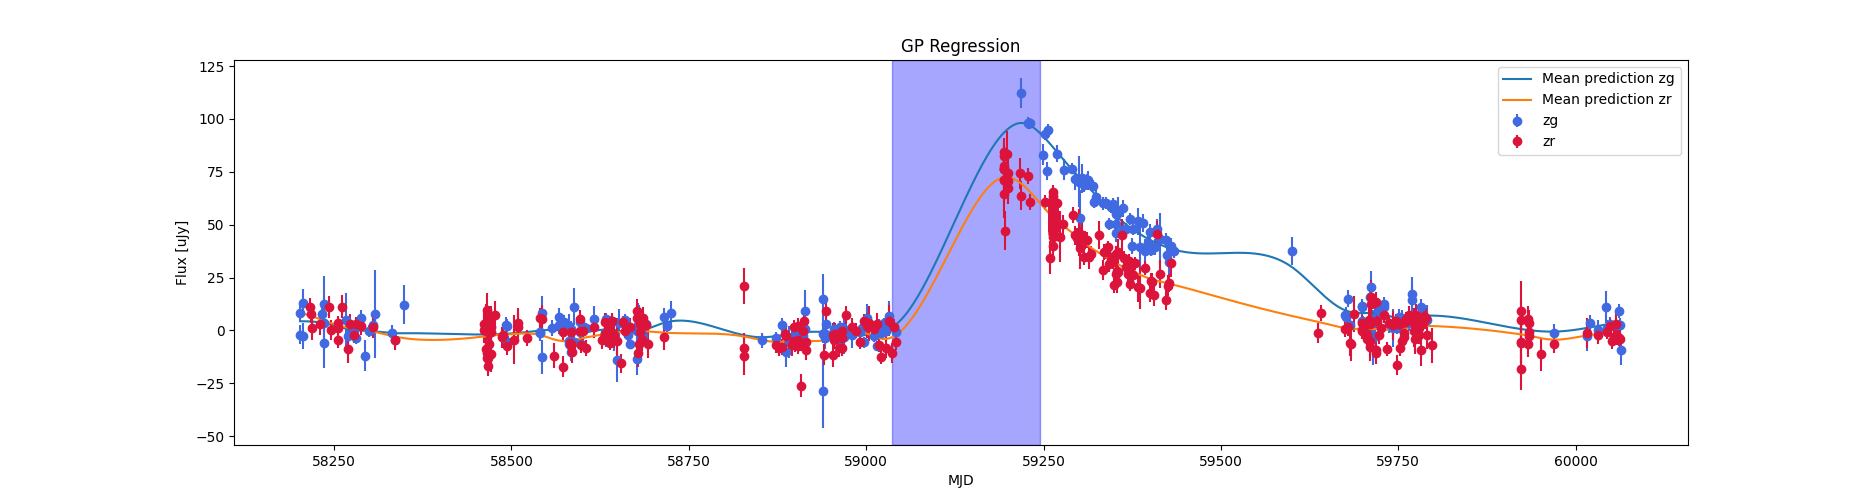 GP Regression
125
100
75
50
25
0
−25
−50
Flux [uJy]
58250 58500 58750 59000 59250 59500 59750 60000
MJD
Mean prediction zg
Mean prediction zr
zg
zr